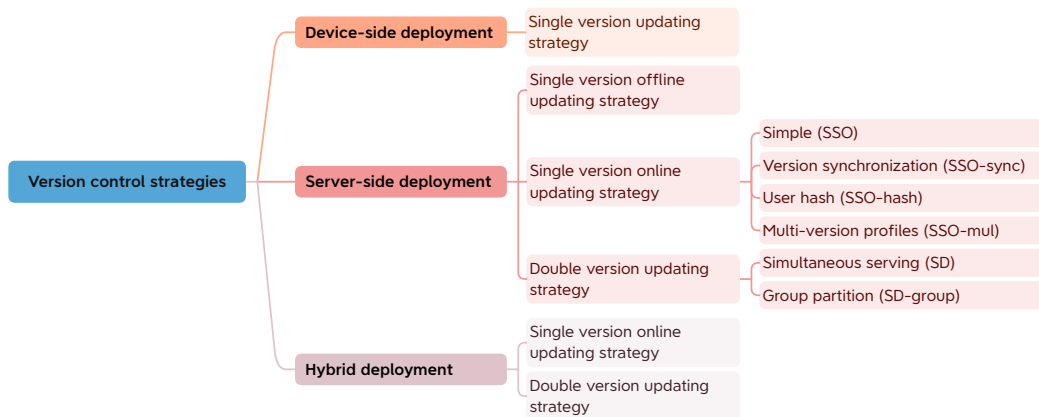 Version control strategies
Device-side deployment
Single version updating
strategy
Server-side deployment
Single version offline
updating strategy
Single version online
updating strategy
Simple (SSO)
Version synchronization (SSO-sync)
User hash (SSO-hash)
Multi-version profiles (SSO-mul)
Double version updating
strategy
Simultaneous serving (SD)
Group partition (SD-group)
Hybrid deployment
Single version online
updating strategy
Double version updating
strategy